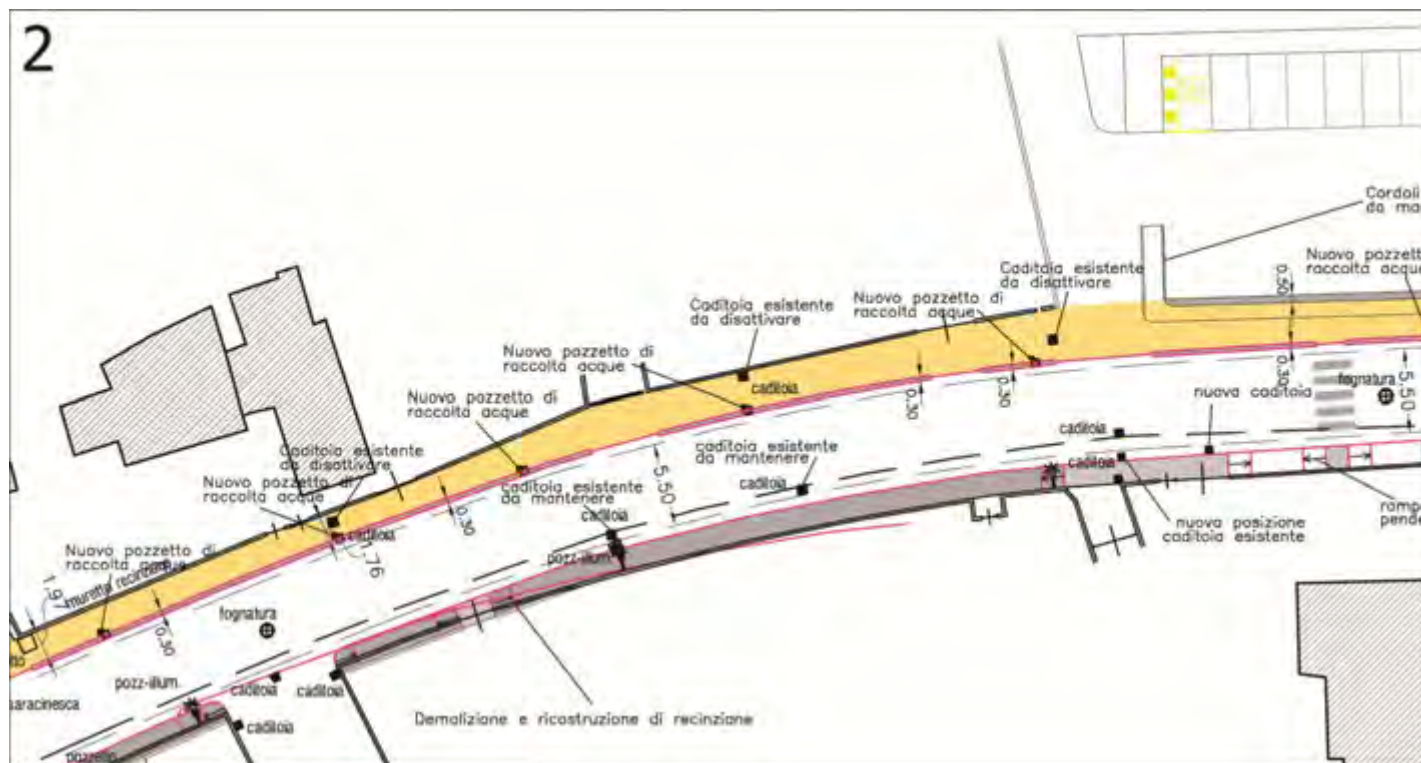 2
Cordoli
da ma
Nuovo pozzetto
raccolta acque
0.50
Caditoia esistente
da disattivare
Nuovo pozzetto di
raccolta acque
Caditoia esistente
da disattivare
caditoia
Nuovo pozzetto di
raccolta acque
Nuovo pozzetto di
raccolta acque
0.30
0.30
0.30
5.50
fognatura
nuova caditoia
caditoia
caditoia
caditoia esistente
da mantenere
caditoia
5.50
Caditoia esistente
da disattivare
Nuovo pozzetto di
raccolta acque
caditoia
0.30
caditoia esistente
da mantenere
caditoia
pozz-illum.
nuova posizione
caditoia esistente
ramp
pende
Nuovo pozzetto di
raccolta acque
muretto recinzione
1.97
.76
0.30
fognatura
pozz-illum.
saracinesca
caditoia
caditoia
caditoia
Demolizione e ricostruzione di recinzione
pozzetto